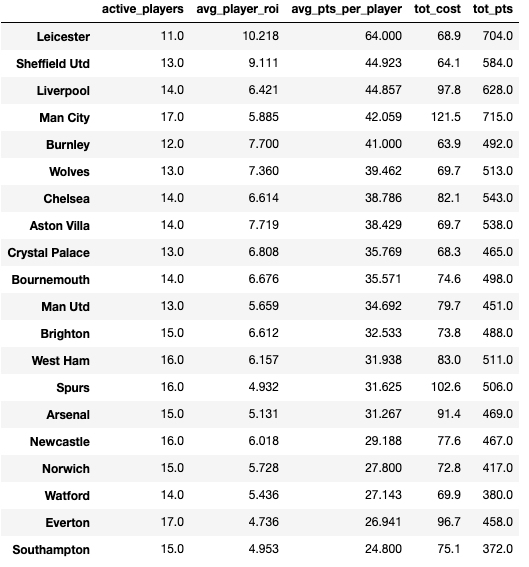 active_players avg_player_roi avg_pts_per_player tot_cost tot_pts
Leicester 11.0 10.218 64.000 68.9 704.0
Sheffield Utd 13.0 9.111 44.923 64.1 584.0
Liverpool 14.0 6.421 44.857 97.8 628.0
Man City 17.0 5.885 42.059 121.5 715.0
Burnley 12.0 7.700 41.000 63.9 492.0
Wolves 13.0 7.360 39.462 69.7 513.0
Chelsea 14.0 6.614 38.786 82.1 543.0
Aston Villa 14.0 7.719 38.429 69.7 538.0
Crystal Palace 13.0 6.808 35.769 68.3 465.0
Bournemouth 14.0 6.676 35.571 74.6 498.0
Man Utd 13.0 5.659 34.692 79.7 451.0
Brighton 15.0 6.612 32.533 73.8 488.0
West Ham 16.0 6.157 31.938 83.0 511.0
Spurs 16.0 4.932 31.625 102.6 506.0
Arsenal 15.0 5.131 31.267 91.4 469.0
Newcastle 16.0 6.018 29.188 77.6 467.0
Norwich 15.0 5.728 27.800 72.8 417.0
Watford 14.0 5.436 27.143 69.9 380.0
Everton 17.0 4.736 26.941 96.7 458.0
Southampton 15.0 4.953 24.800 75.1 372.0